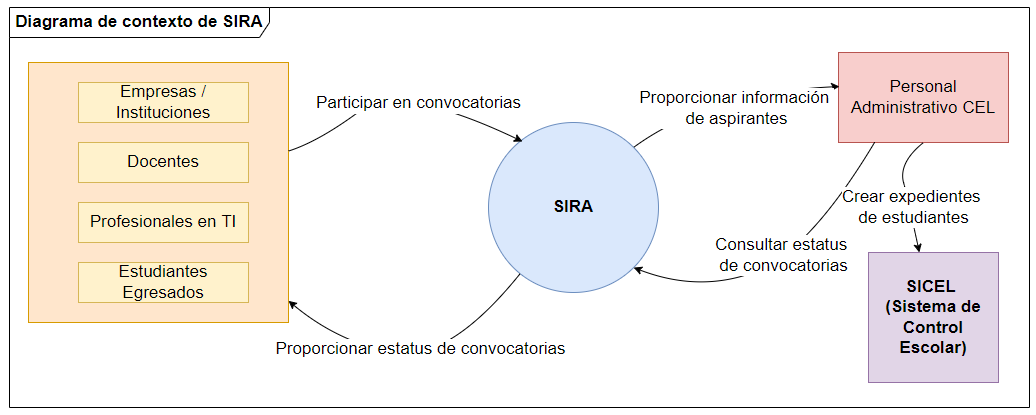 Diagrama de contexto de SIRA
Empresas /
Instituciones
Docentes
Profesionales en TI
Estudiantes
Egresados
Participar en convocatorias
Proporcionar estatus de convocatorias
SIRA
Proporcionar información
de aspirantes
Consultar estatus
de convocatorias
Personal
Administrativo CEL
Crear expedientes
de estudiantes
SICEL
(Sistema de
Control
Escolar)